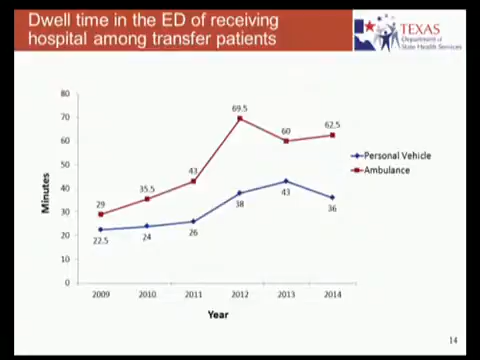 Dwell time in the ED of receiving
hospital among transfer patients
TEXAS
Department of
State Health Services
80
70
60
50
40
30
20
10
0
Minutes
69.5
62.5
60
43
35.5
29
43
38
36
26
24
22.5
Personal Vehicle
Ambulance
2009 2010 2011 2012 2013 2014
Year
14